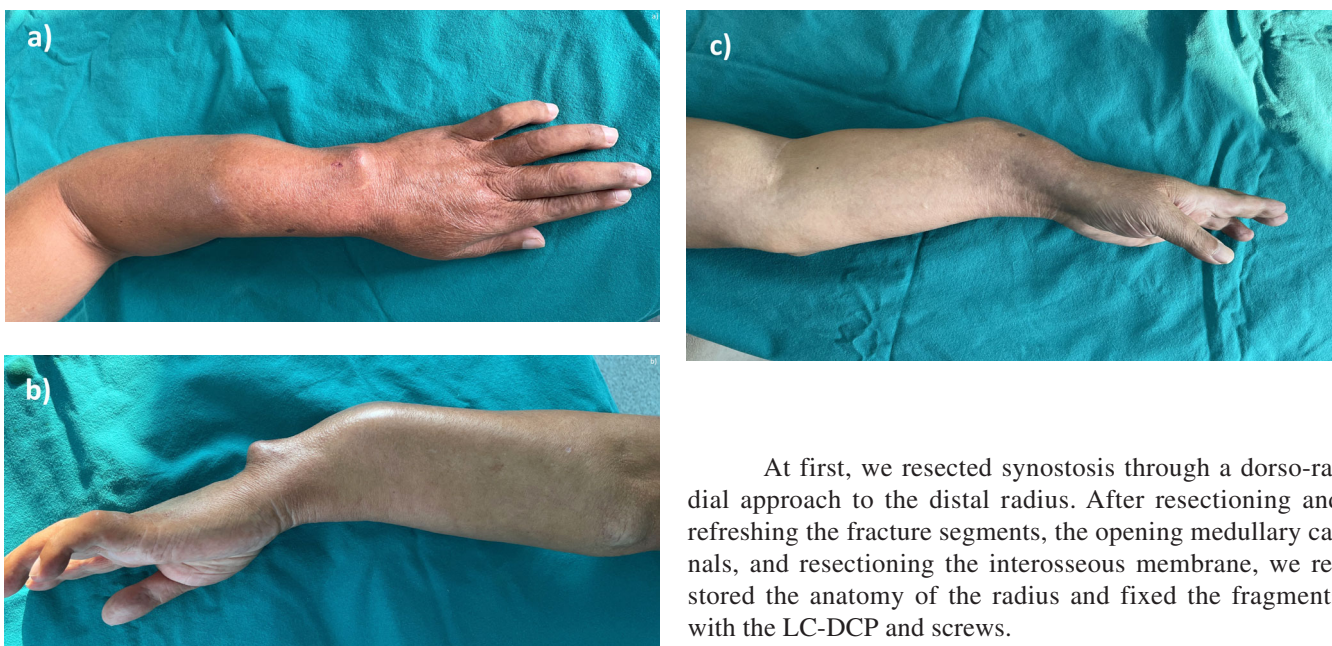 a)
a)
b)
b)
c)
At first, we resected synostosis through a dorso-ra
dial approach to the distal radius. After resectioning and
refreshing the fracture segments, the opening medullary ca
nals, and resectioning the interosseous membrane, we re
stored the anatomy of the radius and fixed the fragment
with the LC-DCP and screws.